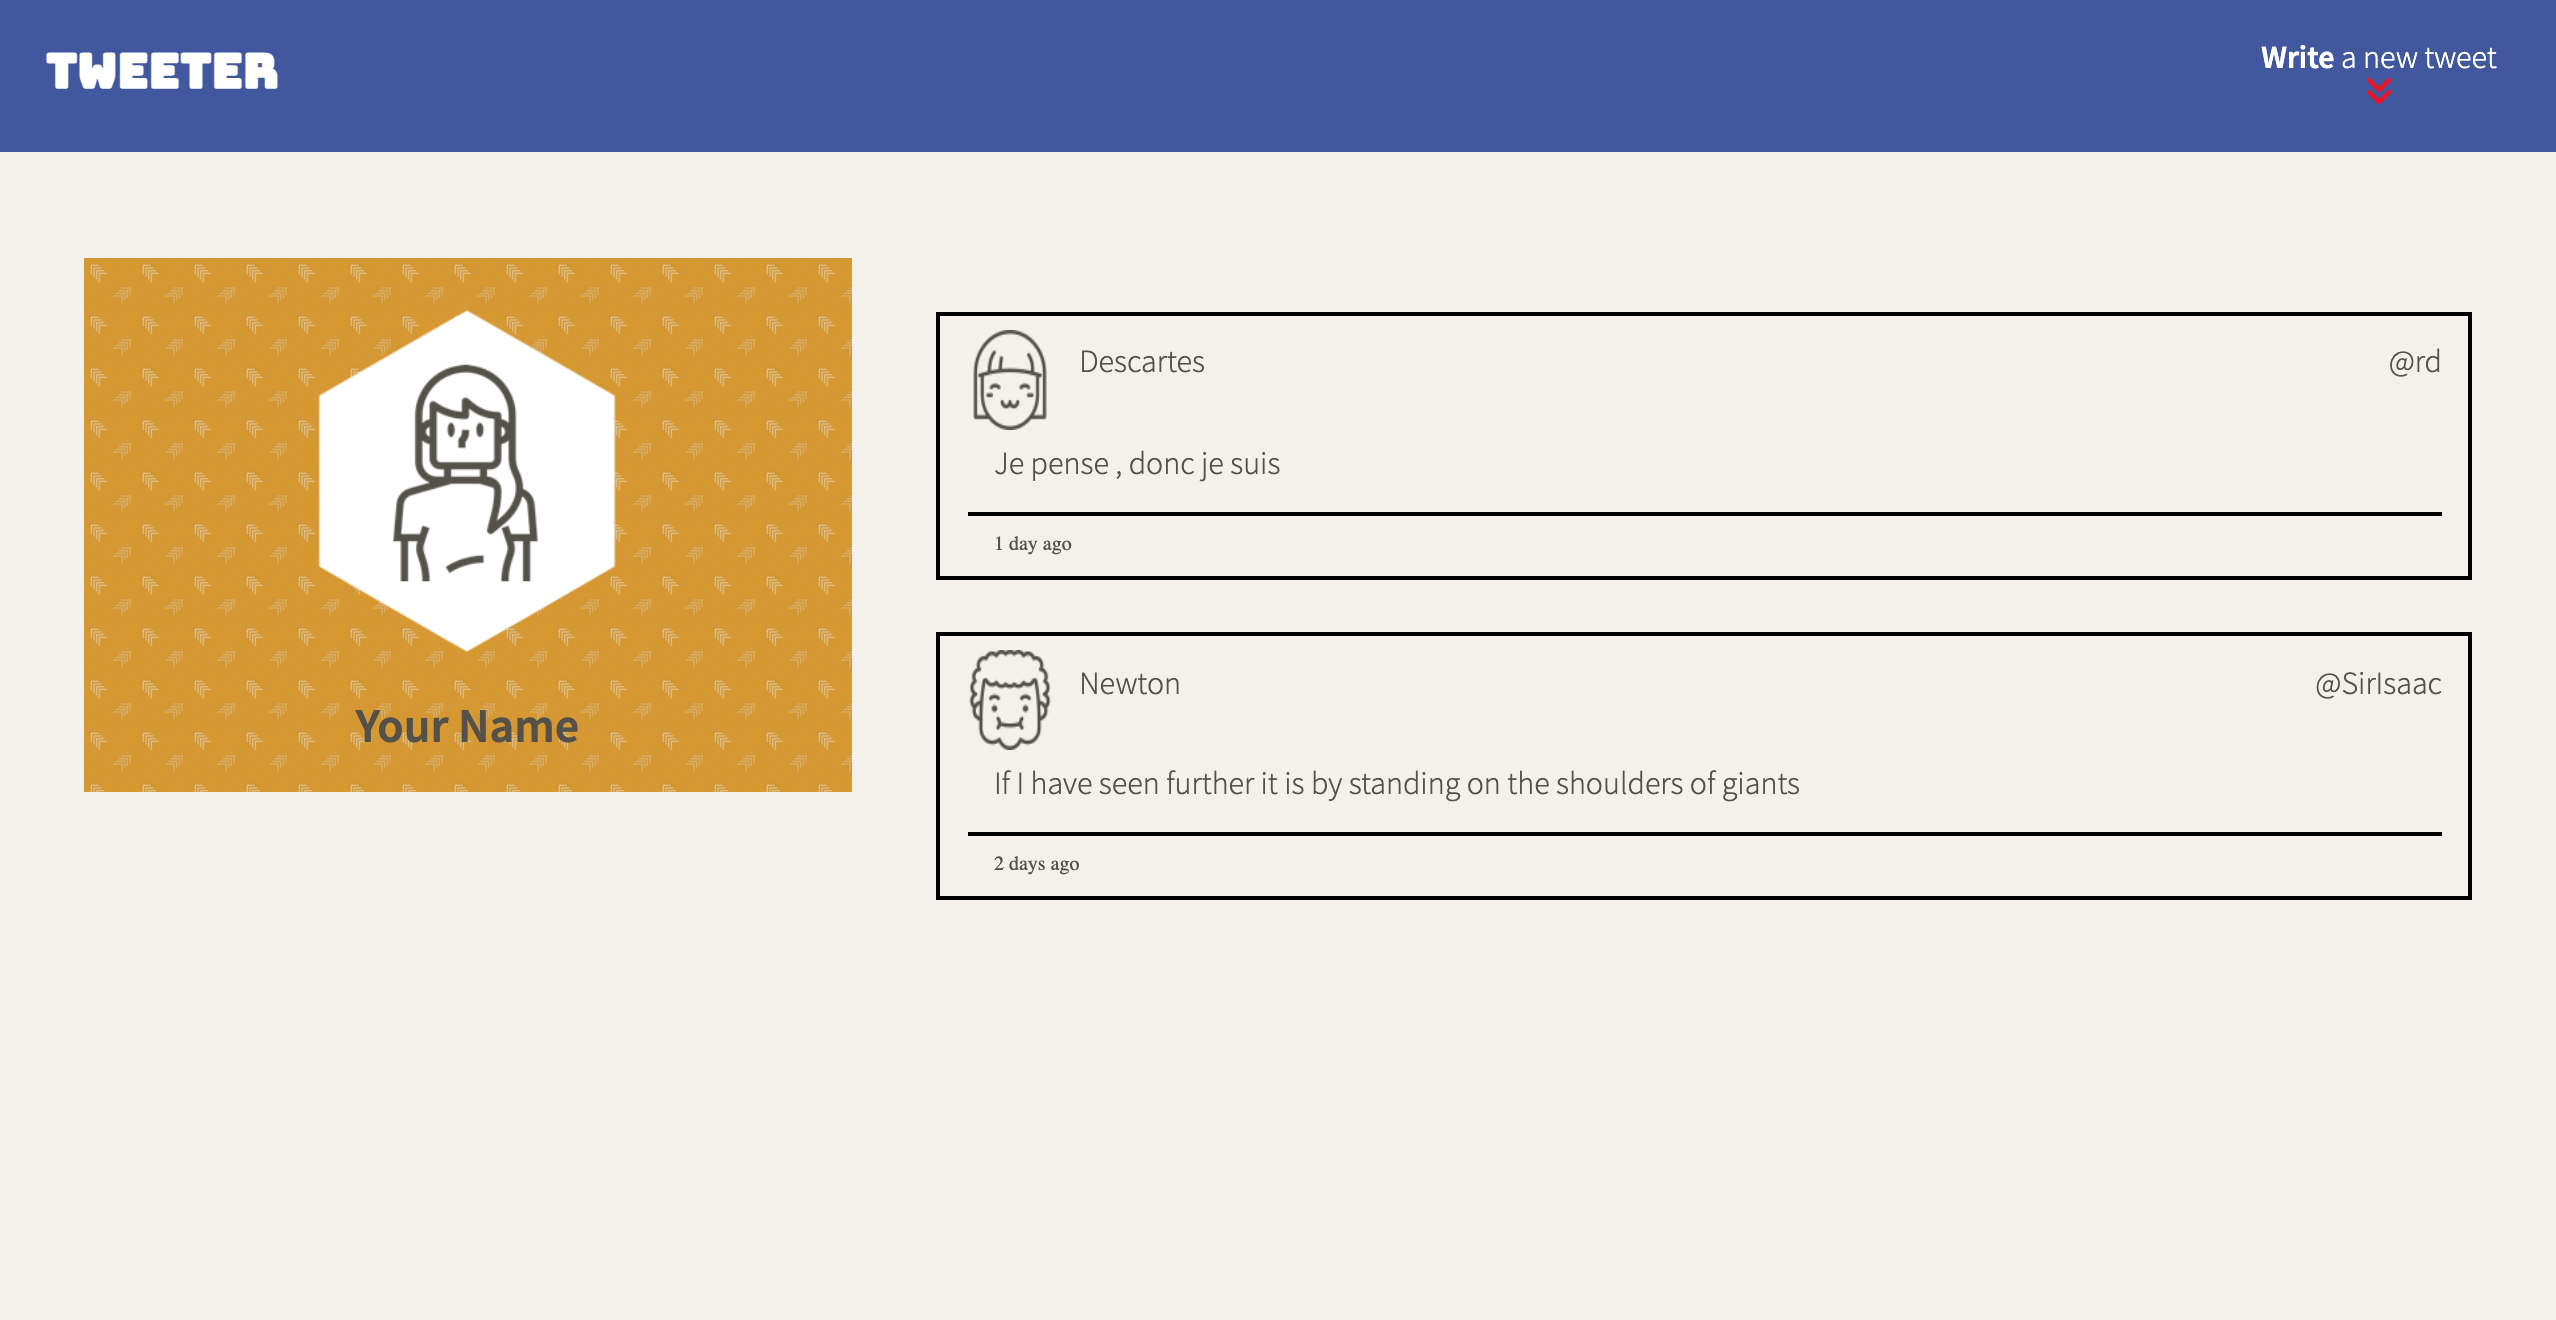 TWEETER
Write a new tweet
Your Name
Descartes
@rd
Je pense , donc je suis
1 day ago
Newton
@SirIsaac
If I have seen further it is by standing on the shoulders of giants
2 days ago